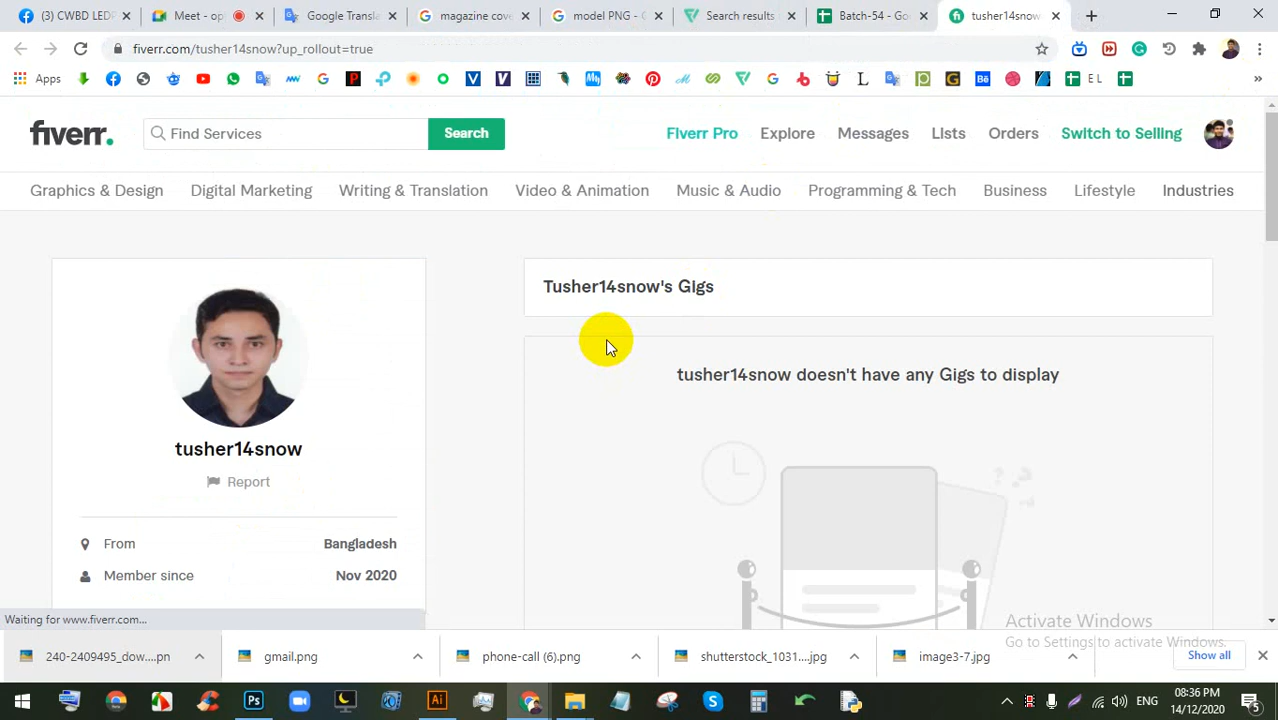 (3) CWBD LEDP
Meet - op
Google Transla
magazine cove
model PNG - G
Search results
Batch-54 - Goo
tusher14snow
fiverr.com/tusher14snow?up_rollout=true
Apps
E L
fiverr.
Find Services
Search
Fiverr Pro
Explore
Messages
Lists
Orders
Switch to Selling
Graphics & Design
Digital Marketing
Writing & Translation
Video & Animation
Music & Audio
Programming & Tech
Business
Lifestyle
Industries
Tusher14snow's Gigs
tusher14snow doesn't have any Gigs to display
tusher14snow
Report
From Bangladesh
Member since Nov 2020
Waiting for www.fiverr.com...
Activate Windows
Go to Settings to activate Windows.
240-2409495_dow....pn
gmail.png
phone-call (6).png
shutterstock_1031....jpg
image3-7.jpg
Show all
ENG
08:36 PM
14/12/2020
5